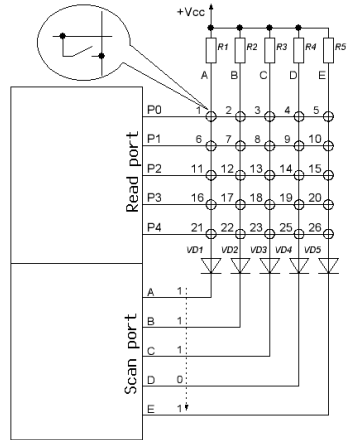 +Vcc
R1 R2 R3 R4 R5
A B C D E
P0 1 2 3 4 5
P1 6 7 8 9 10
P2 11 12 13 14 15
P3 16 17 18 19 20
P4 21 22 23 25 26
VD1 VD2 VD3 VD4 VD5
Read port
A 1
B 1
C 1
D 0
E 1
Scan port